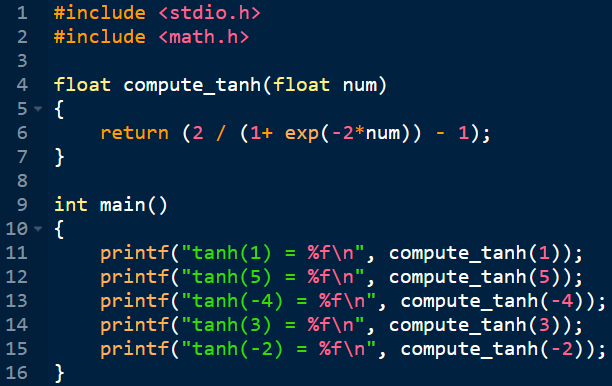 1 #include <stdio.h>
2 #include <math.h>
3
4 float compute_tanh(float num)
5 {
6     return (2 / (1+ exp(-2*num)) - 1);
7 }
8
9 int main()
10 {
11     printf("tanh(1) = %f\n", compute_tanh(1));
12     printf("tanh(5) = %f\n", compute_tanh(5));
13     printf("tanh(-4) = %f\n", compute_tanh(-4));
14     printf("tanh(3) = %f\n", compute_tanh(3));
15     printf("tanh(-2) = %f\n", compute_tanh(-2));
16 }